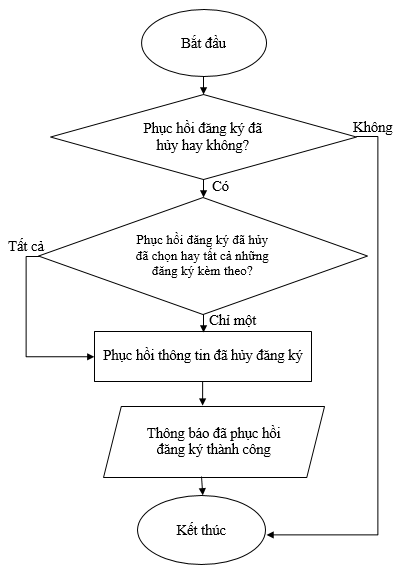 Bắt đầu
Phục hồi đăng ký đã
hủy hay không?
Không
Có
Phục hồi đăng ký đã hủy
đã chọn hay tất cả những
đăng ký kèm theo?
Tất cả
Chỉ một
Phục hồi thông tin đã hủy đăng ký
Thông báo đã phục hồi
đăng ký thành công
Kết thúc